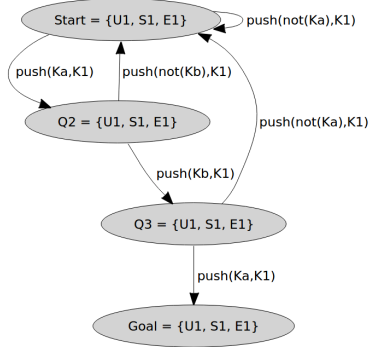 Start = {U1, S1, E1}
push(not(Ka),K1)
push(Ka,K1)
push(not(Kb),K1)
Q2 = {U1, S1, E1}
push(not(Ka),K1)
push(Kb,K1)
Q3 = {U1, S1, E1}
push(Ka,K1)
Goal = {U1, S1, E1}